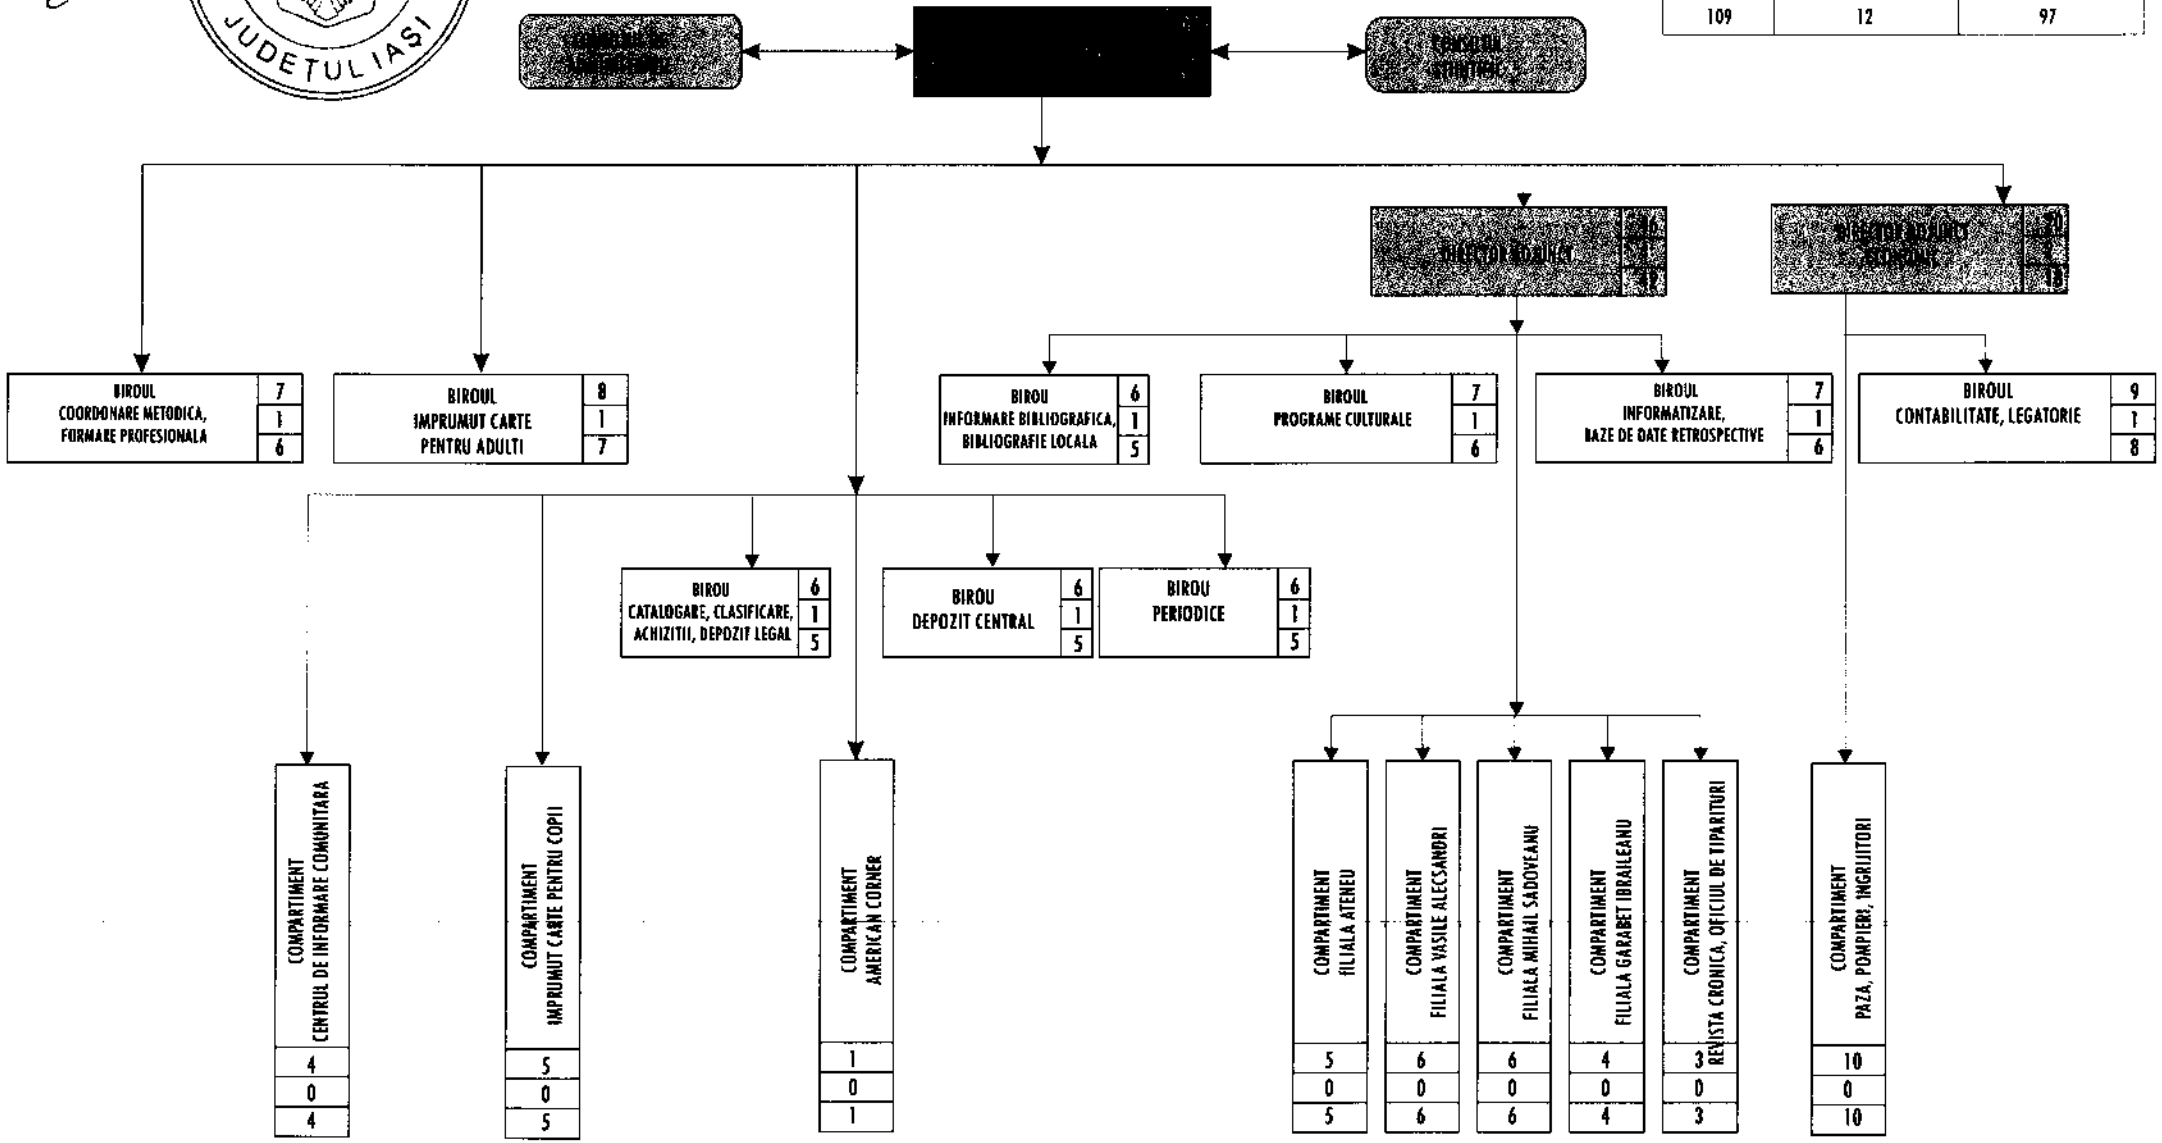 JUDEȚUL IAȘI
109 12 97
DIRECTOR ADJUNCT
BIROUL
COORDONARE METODICA,
FORMARE PROFESIONALA
7
1
6
BIROUL
IMPRUMUT CARTE
PENTRU ADULTI
8
1
7
BIROU
INFORMARE BIBLIOGRAFICA,
BIBLIOGRAFIE LOCALA
6
1
5
BIROUL
PROGRAME CULTURALE
7
1
6
BIROUL
INFORMATIZARE,
BAZE DE DATE RETROSPECTIVE
7
1
6
BIROUL
CONTABILITATE, LEGATORIE
9
1
8
BIROU
CATALOGARE, CLASIFICARE,
ACHIZITII, DEPOZIT LEGAL
6
1
5
BIROU
DEPOZIT CENTRAL
6
1
5
BIROU
PERIODICE
6
1
5
COMPARTIMENT
CENTRUL DE INFORMARE COMUNITARA
4
0
4
COMPARTIMENT
IMPRUMUT CARTE PENTRU COPII
5
0
5
COMPARTIMENT
AMERICAN CORNER
1
0
1
COMPARTIMENT
FILIALA ATENEU
5
0
5
COMPARTIMENT
FILIALA VASILE ALECSANDRI
6
0
6
COMPARTIMENT
FILIALA MIHAIL SADOVEANU
6
0
6
COMPARTIMENT
FILIALA GARABET IBRAILEANU
4
0
4
COMPARTIMENT
REVISTA CRONICA, OFICIUL DE TIPARITURI
3
0
3
COMPARTIMENT
PAZA, POMPIERI, INGRIJITORI
10
0
10